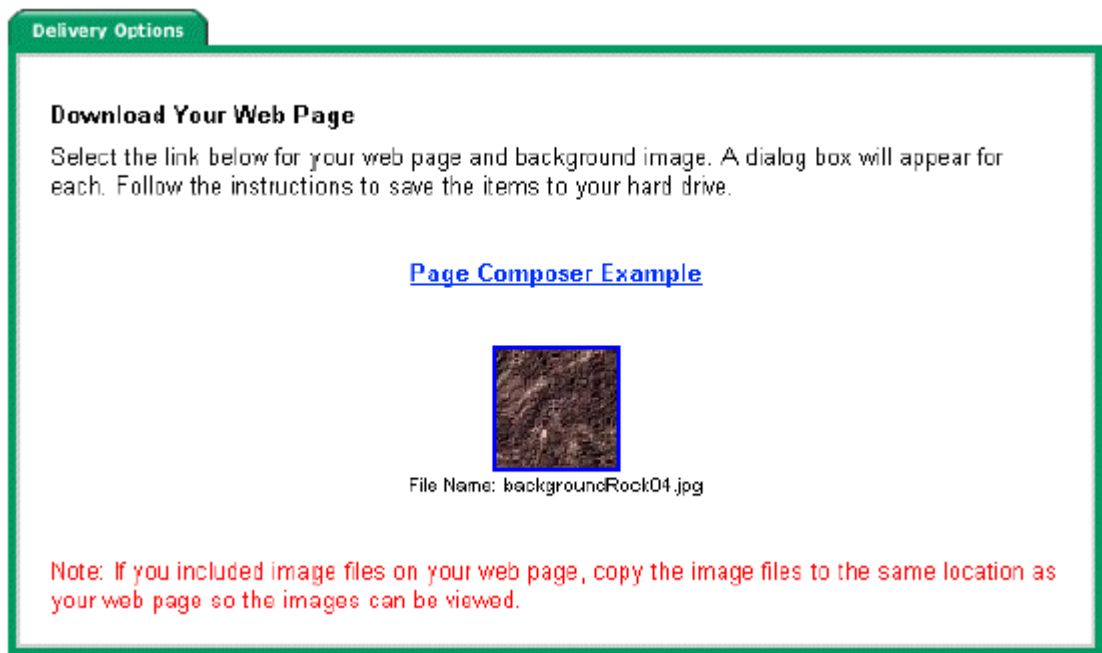 Delivery Options
Download Your Web Page
Select the link below for your web page and background image. A dialog box will appear for
each. Follow the instructions to save the items to your hard drive.
Page Composer Example
File Name: backgroundRock04.jpg
Note: If you included image files on your web page, copy the image files to the same location as
your web page so the images can be viewed.